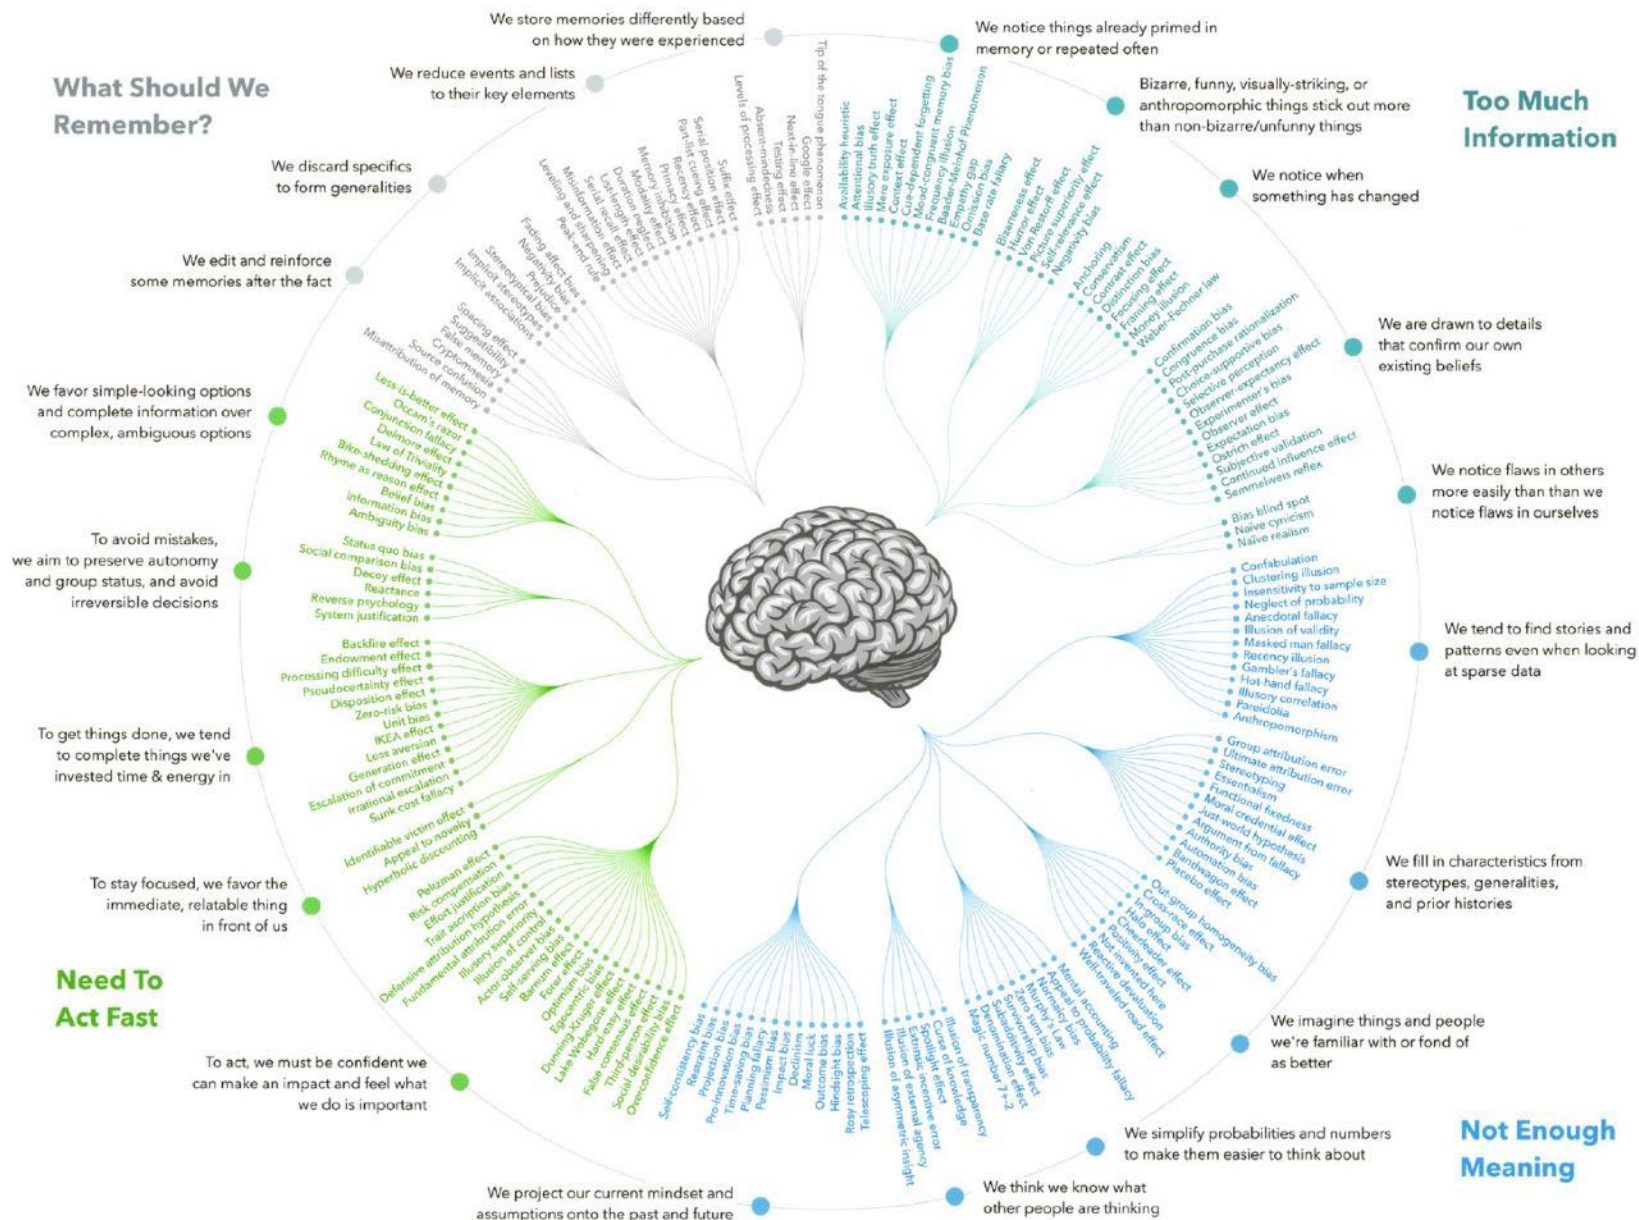 We store memories differently based
on how they were experienced
We notice things already primed in
memory or repeated often
We reduce events and lists
to their key elements
Bizarre, funny, visually-striking, or
anthropomorphic things stick out more
than non-bizarre/unfunny things
What Should We
Remember?
Too Much
Information
We discard specifics
to form generalities
We notice when
something has changed
We edit and reinforce
some memories after the fact
We are drawn to details
that confirm our own
existing beliefs
We favor simple-looking options
and complete information over
complex, ambiguous options
We notice flaws in others
more easily than than we
notice flaws in ourselves
To avoid mistakes,
we aim to preserve autonomy
and group status, and avoid
irreversible decisions
We tend to find stories and
patterns even when looking
at sparse data
To get things done, we tend
to complete things we've
invested time & energy in
We fill in characteristics from
stereotypes, generalities,
and prior histories
To stay focused, we favor the
immediate, relatable thing
in front of us
Need To
Act Fast
We imagine things and people
we're familiar with or fond of
as better
To act, we must be confident we
can make an impact and feel what
we do is important
Not Enough
Meaning
We simplify probabilities and numbers
to make them easier to think about
We think we know what
other people are thinking
We project our current mindset and
assumptions onto the past and future
Availability heuristic
Attentional bias
Illusory truth effect
Mere exposure effect
Context effect
Cue-dependent forgetting
Mood-congruent memory bias
Frequency illusion
Baader-Meinhof Phenomenon
Empathy gap
Omission bias
Base rate fallacy
Bizarreness effect
Humor effect
Von Restorff effect
Picture superiority effect
Self-relevance effect
Negativity bias
Anchoring
Conservatism
Contrast effect
Distinction bias
Focusing effect
Framing effect
Money illusion
Weber-Fechner law
Confirmation bias
Congruence bias
Post-purchase rationalization
Choice-supportive bias
Selective perception
Observer-expectancy effect
Experimenter's bias
Observer effect
Expectation bias
Ostrich effect
Subjective validation
Continued influence effect
Semmelweis reflex
Bias blind spot
Naïve cynicism
Naïve realism
Confabulation
Clustering illusion
Insensitivity to sample size
Neglect of probability
Anecdotal fallacy
Illusion of validity
Masked man fallacy
Recency illusion
Gambler's fallacy
Hot-hand fallacy
Illusory correlation
Pareidolia
Anthropomorphism
Group attribution error
Ultimate attribution error
Stereotyping
Essentialism
Functional fixedness
Moral credential effect
Just-world hypothesis
Argument from fallacy
Authority bias
Automation bias
Bandwagon effect
Placebo effect
Out-group homogeneity bias
Cross-race effect
In-group bias
Halo effect
Cheerleader effect
Positivity effect
Not invented here
Reactive devaluation
Well-traveled road effect
Mental accounting
Appeal to probability fallacy
Normalcy bias
Murphy's Law
Zero sum bias
Survivorship bias
Subadditivity effect
Denomination effect
Magic number 7+-2
Illusion of transparency
Curse of knowledge
Spotlight effect
Extrinsic incentive error
Illusion of external agency
Illusion of asymmetric insight
Telescoping effect
Rosy retrospection
Hindsight bias
Outcome bias
Moral luck
Declinism
Impact bias
Pessimism bias
Planning fallacy
Time-saving bias
Pro-innovation bias
Projection bias
Restraint bias
Self-consistency bias
Overconfidence effect
Social desirability bias
Third-person effect
False consensus effect
Hard-easy effect
Lake Wobegone effect
Dunning-Kruger effect
Egocentric bias
Optimism bias
Forer effect
Barnum effect
Self-serving bias
Actor-observer bias
Illusion of control
Illusory superiority
Fundamental attribution error
Defensive attribution hypothesis
Trait ascription bias
Effort justification
Risk compensation
Peltzman effect
Hyperbolic discounting
Appeal to novelty
Identifiable victim effect
Sunk cost fallacy
Irrational escalation
Escalation of commitment
Generation effect
Loss aversion
IKEA effect
Unit bias
Zero-risk bias
Disposition effect
Pseudocertainty effect
Processing difficulty effect
Endowment effect
Backfire effect
System justification
Reverse psychology
Reactance
Decoy effect
Social comparison bias
Status quo bias
Ambiguity bias
Information bias
Belief bias
Rhyme as reason effect
Bike-shedding effect
Law of Triviality
Delmore effect
Conjunction fallacy
Occam's razor
Less-is-better effect
Misattribution of memory
Source confusion
Cryptomnesia
False memory
Suggestibility
Spacing effect
Implicit associations
Implicit stereotypes
Stereotypical bias
Prejudice
Negativity bias
Fading affect bias
Peak-end rule
Leveling and sharpening
Misinformation effect
Serial recall effect
List-length effect
Duration neglect
Modality effect
Memory inhibition
Primacy effect
Recency effect
Part-list cueing effect
Serial position effect
Suffix effect
Levels of processing effect
Absent-mindedness
Testing effect
Next-in-line effect
Google effect
Tip of the tongue phenomenon